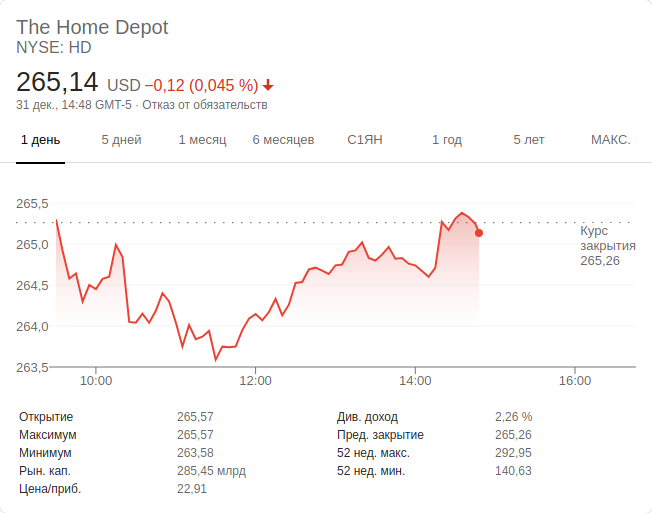 The Home Depot
NYSE: HD
265,14 USD −0,12 (0,045 %)
31 дек., 14:48 GMT-5 · Отказ от обязательств
1 день 5 дней 1 месяц 6 месяцев С1ЯН 1 год 5 лет МАКС.
265,5
265,0
264,5
264,0
263,5
Курс
закрытия
265,26
10:00 12:00 14:00 16:00
Открытие 265,57 Див. доход 2,26 %
Максимум 265,57 Пред. закрытие 265,26
Минимум 263,58 52 нед. макс. 292,95
Рын. кап. 285,45 млрд 52 нед. мин. 140,63
Цена/приб. 22,91